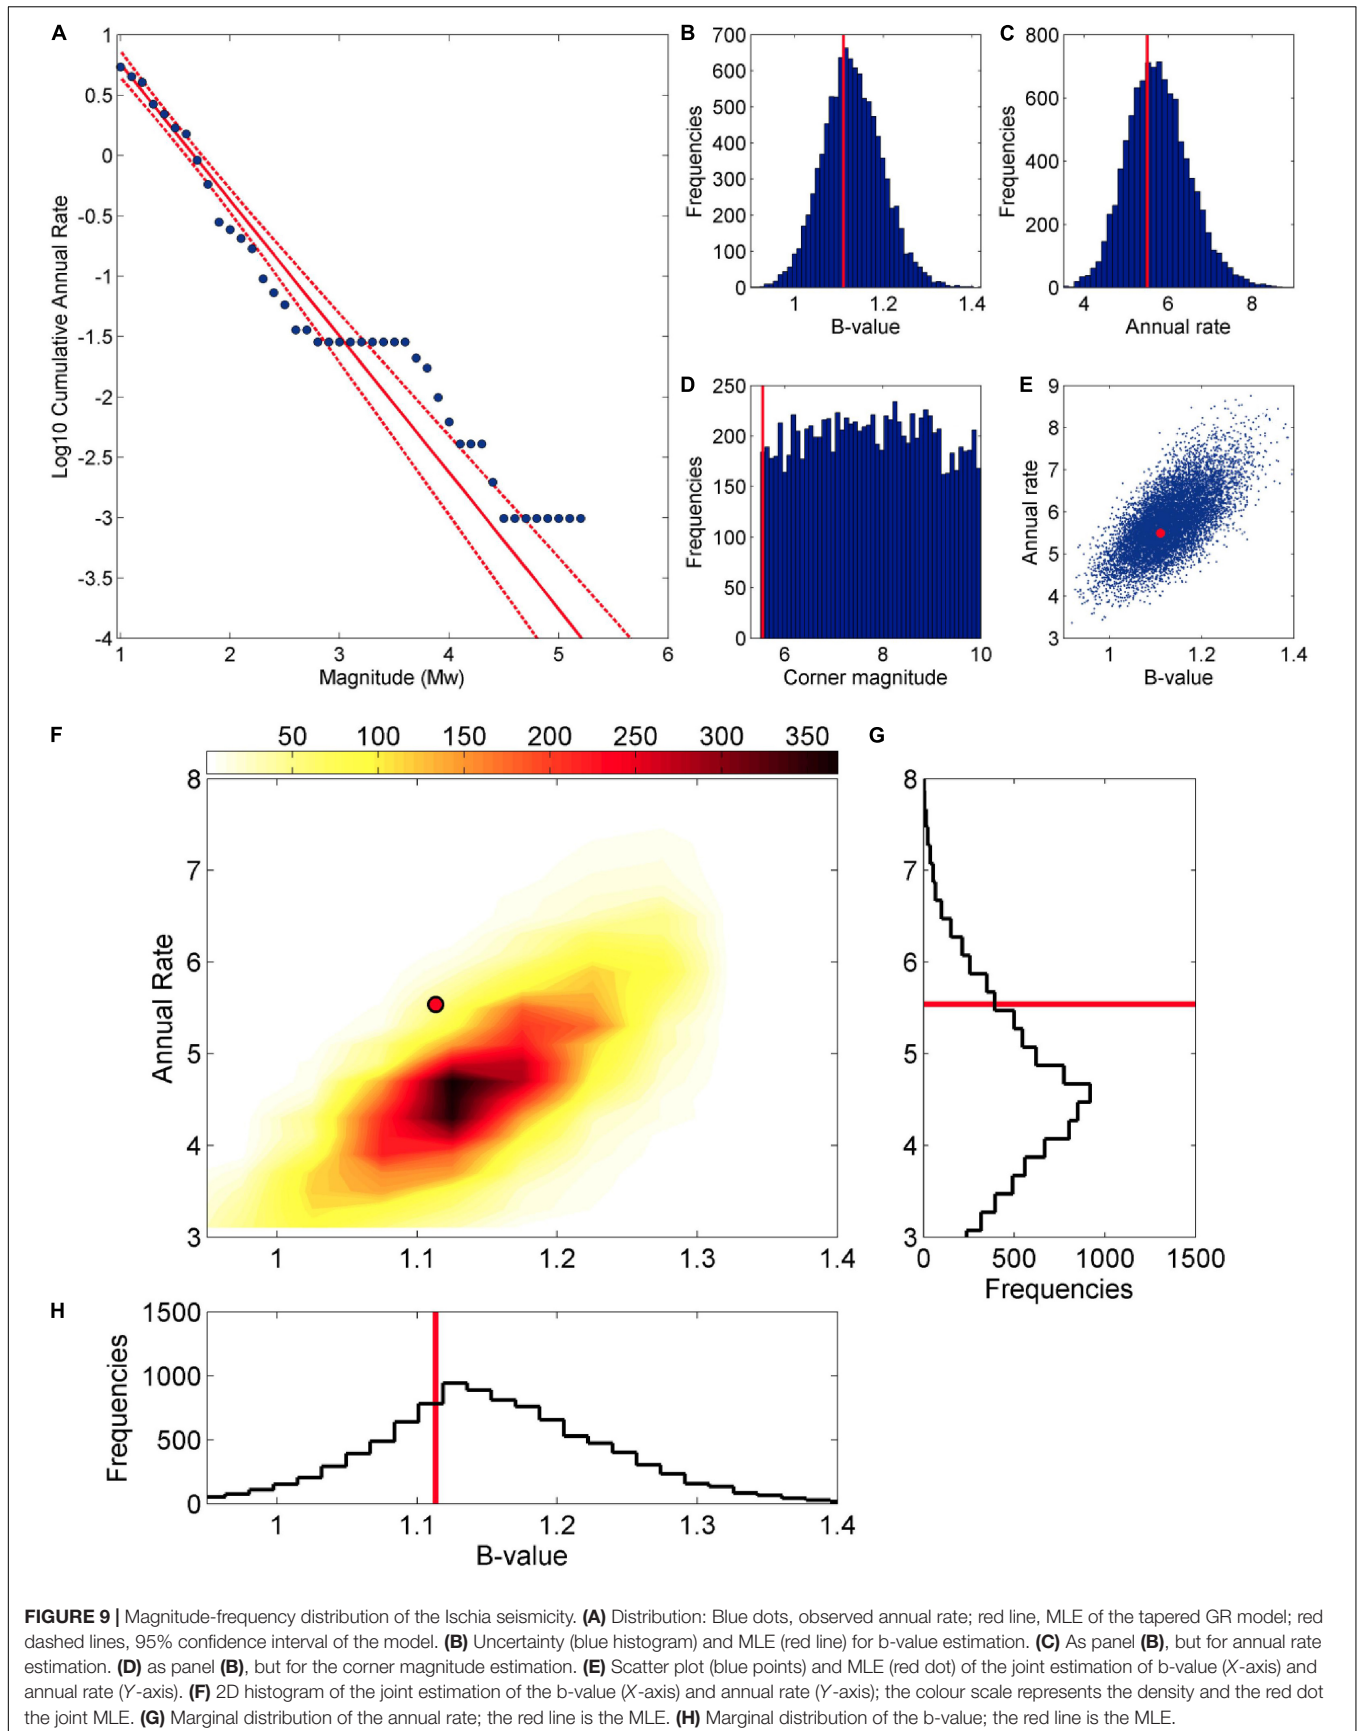 A
1
0.5
0
-0.5
-1
-1.5
-2
-2.5
-3
-3.5
-4
Log10 Cumulative Annual Rate
1 2 3 4 5 6
Magnitude (Mw)
B
700
600
500
400
300
200
100
0
Frequencies
1 1.2 1.4
B-value
C
800
600
400
200
0
Frequencies
4 6 8
Annual rate
D
250
200
150
100
50
0
Frequencies
6 8 10
Corner magnitude
E
9
8
7
6
5
4
3
Annual rate
1 1.2 1.4
B-value
F
50 100 150 200 250 300 350
8
7
6
5
4
3
Annual Rate
1 1.1 1.2 1.3 1.4
G
8
7
6
5
4
3
0 500 1000 1500
Frequencies
H
1500
1000
500
0
Frequencies
1 1.1 1.2 1.3 1.4
B-value
FIGURE 9 | Magnitude-frequency distribution of the Ischia seismicity. (A) Distribution: Blue dots, observed annual rate; red line, MLE of the tapered GR model; red
dashed lines, 95% confidence interval of the model. (B) Uncertainty (blue histogram) and MLE (red line) for b-value estimation. (C) As panel (B), but for annual rate
estimation. (D) as panel (B), but for the corner magnitude estimation. (E) Scatter plot (blue points) and MLE (red dot) of the joint estimation of b-value (X-axis) and
annual rate (Y-axis). (F) 2D histogram of the joint estimation of the b-value (X-axis) and annual rate (Y-axis); the colour scale represents the density and the red dot
the joint MLE. (G) Marginal distribution of the annual rate; the red line is the MLE. (H) Marginal distribution of the b-value; the red line is the MLE.